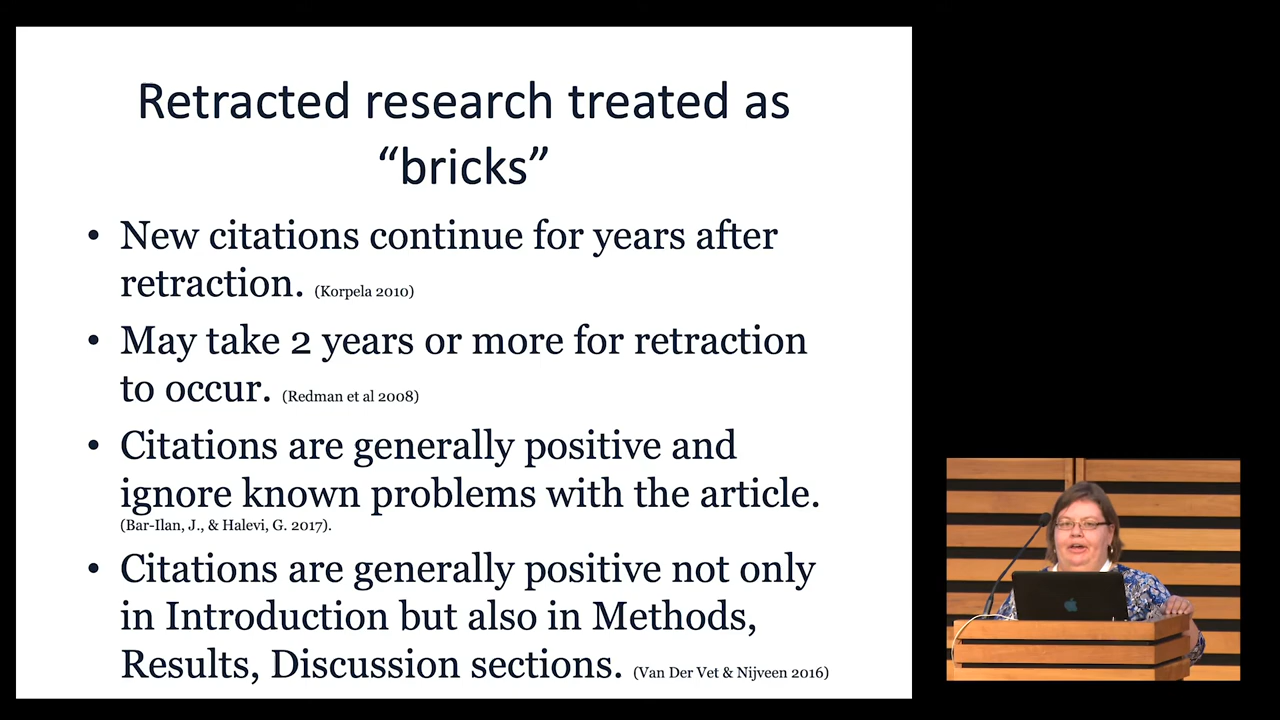 Retracted research treated as
“bricks”
• New citations continue for years after
retraction. (Korpela 2010)
• May take 2 years or more for retraction
to occur. (Redman et al 2008)
• Citations are generally positive and
ignore known problems with the article.
(Bar-Ilan, J., & Halevi, G. 2017).
• Citations are generally positive not only
in Introduction but also in Methods,
Results, Discussion sections. (Van Der Vet & Nijveen 2016)